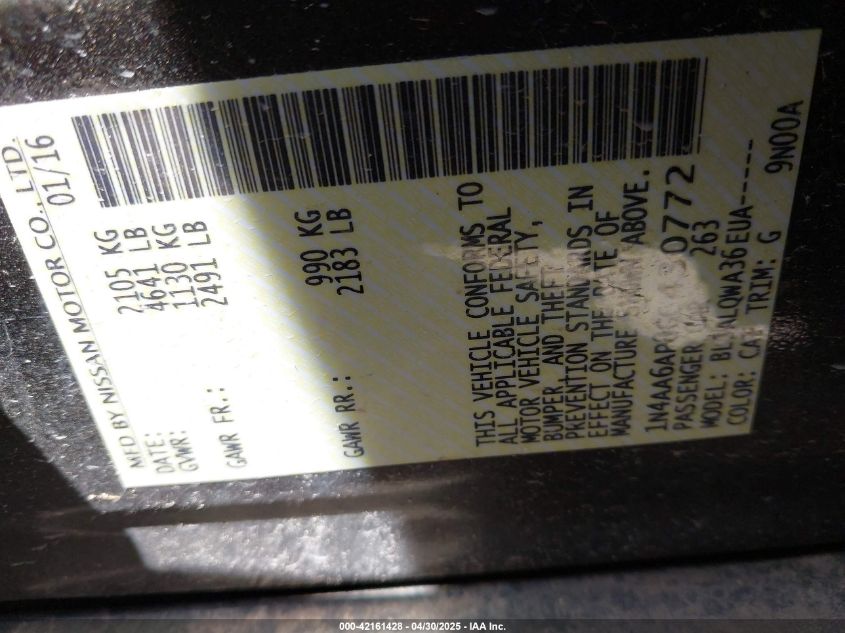 MFD BY NISSAN MOTOR CO., LTD.
DATE: 01/16
GVWR: 2105 KG
4641 LB
GAWR FR.: 1130 KG
2491 LB
GAWR RR.: 990 KG
2183 LB
THIS VEHICLE CONFORMS TO
ALL APPLICABLE FEDERAL
MOTOR VEHICLE SAFETY,
BUMPER, AND THEFT
PREVENTION STANDARDS IN
EFFECT ON THE DATE OF
MANUFACTURE ABOVE.
1N4AA6AP 0772
PASSENGER 263
MODEL: ALQWA36EUA-----
COLOR: TRIM: G 9N00A
000-42161428 - 04/30/2025 - IAA Inc.